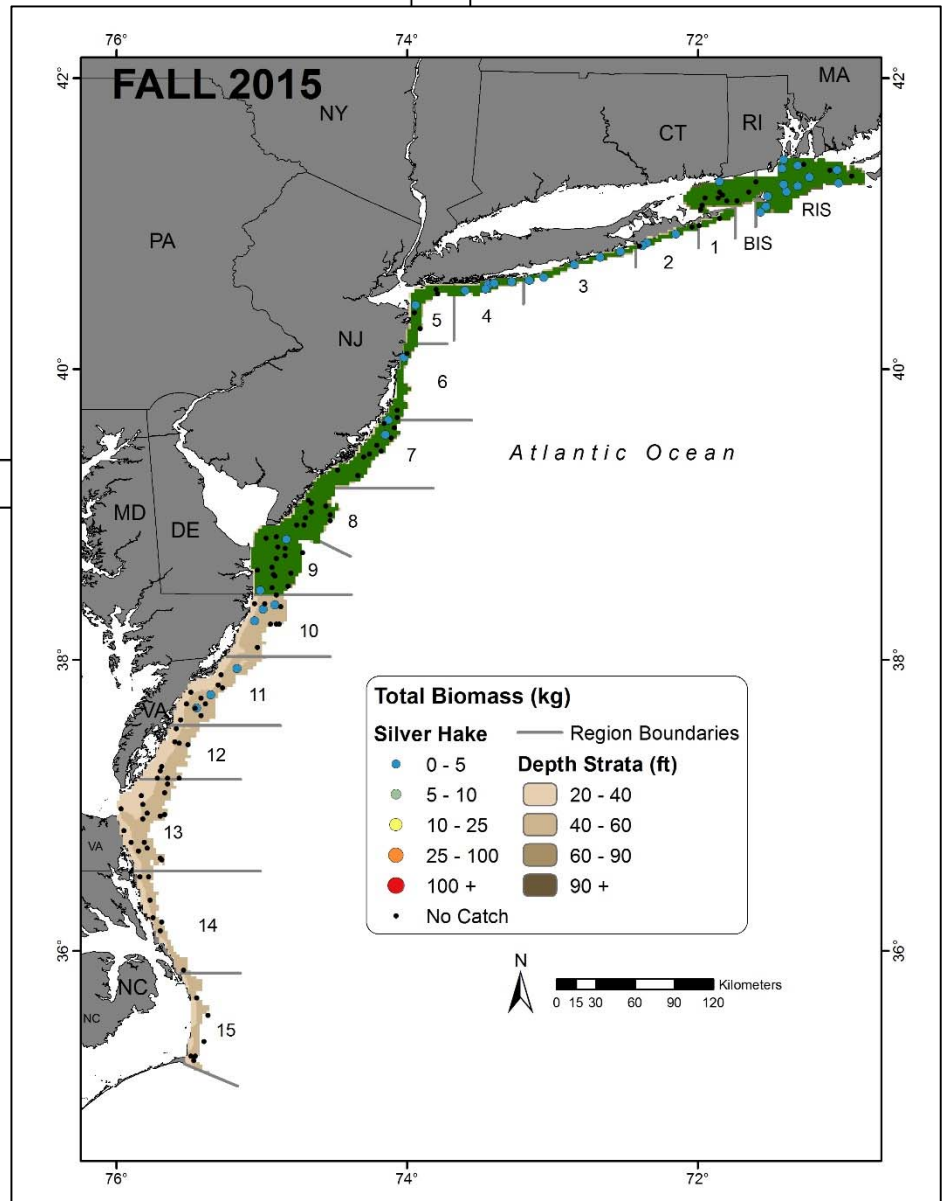 76°
74°
72°
42°
42°
FALL 2015
NY
MA
CT
RI
PA
RIS
BIS
1
2
3
4
5
NJ
40°
40°
6
Atlantic Ocean
7
MD
DE
8
9
10
38°
38°
11
VA
12
13
VA
14
36°
36°
NC
NC
15
Total Biomass (kg)
Silver Hake
0 - 5
5 - 10
10 - 25
25 - 100
100 +
No Catch
Region Boundaries
Depth Strata (ft)
20 - 40
40 - 60
60 - 90
90 +
N
Kilometers
0 15 30 60 90 120
76°
74°
72°